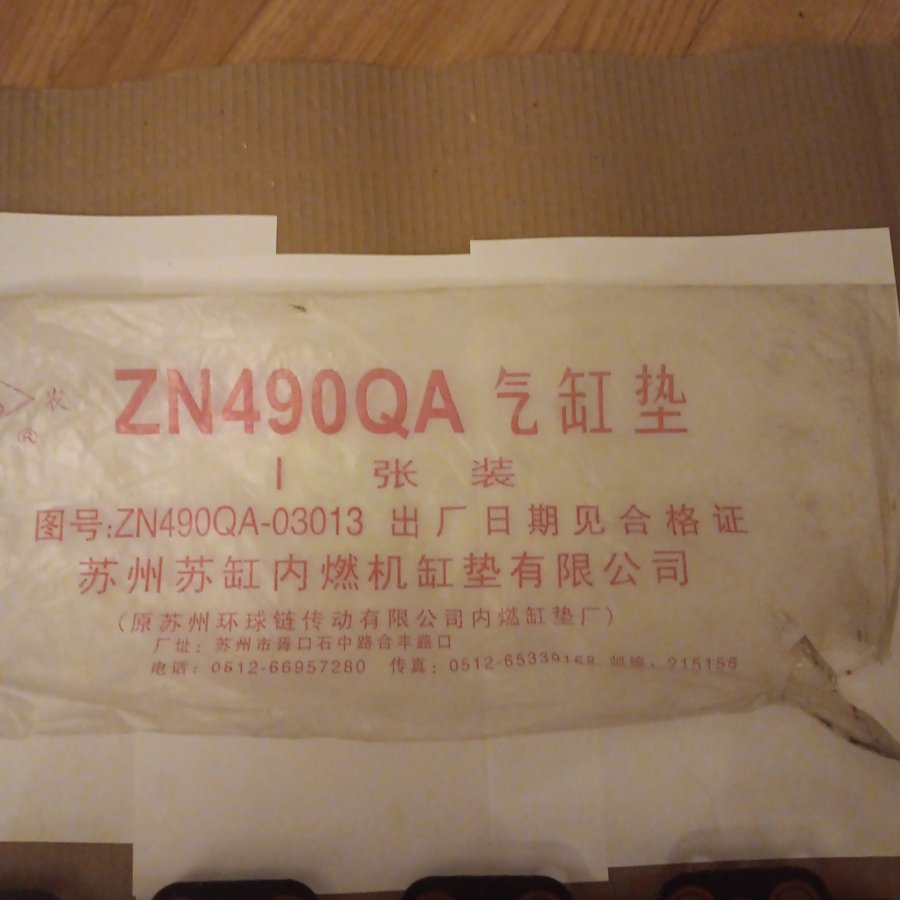 农
ZN490QA 气缸垫
1 张 装
图号:ZN490QA-03013 出厂日期见合格证
苏州苏缸内燃机缸垫有限公司
(原苏州环球链传动有限公司内燃缸垫厂)
厂址: 苏州市胥口石中路合丰路口
电话: 0512-66957280 传真: 0512-65339168 邮编: 215156